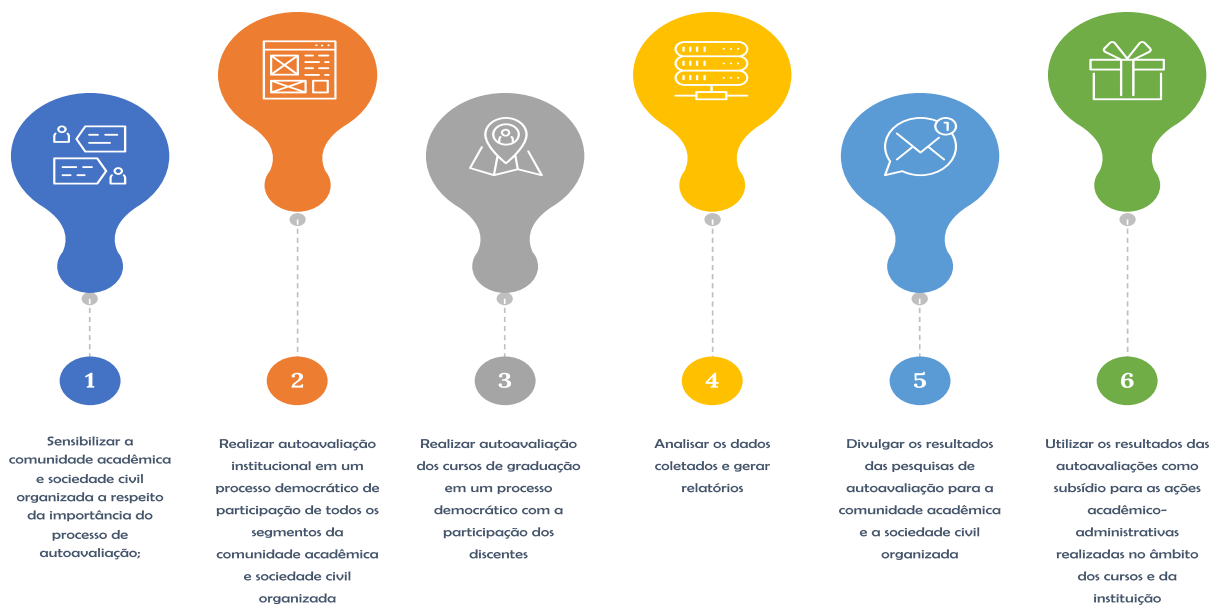 1
1
2
3
4
5
6
Sensibilizar a
comunidade acadêmica
e sociedade civil
organizada a respeito
da importância do
processo de
autoavaliação;
Realizar autoavaliação
institucional em um
processo democrático de
participação de todos os
segmentos da
comunidade acadêmica
e sociedade civil
organizada
Realizar autoavaliação
dos cursos de graduação
em um processo
democrático com a
participação dos
discentes
Analisar os dados
coletados e gerar
relatórios
Divulgar os resultados
das pesquisas de
autoavaliação para a
comunidade acadêmica
e a sociedade civil
organizada
Utilizar os resultados das
autoavaliações como
subsídio para as ações
acadêmico-
administrativas
realizadas no âmbito
dos cursos e da
instituição